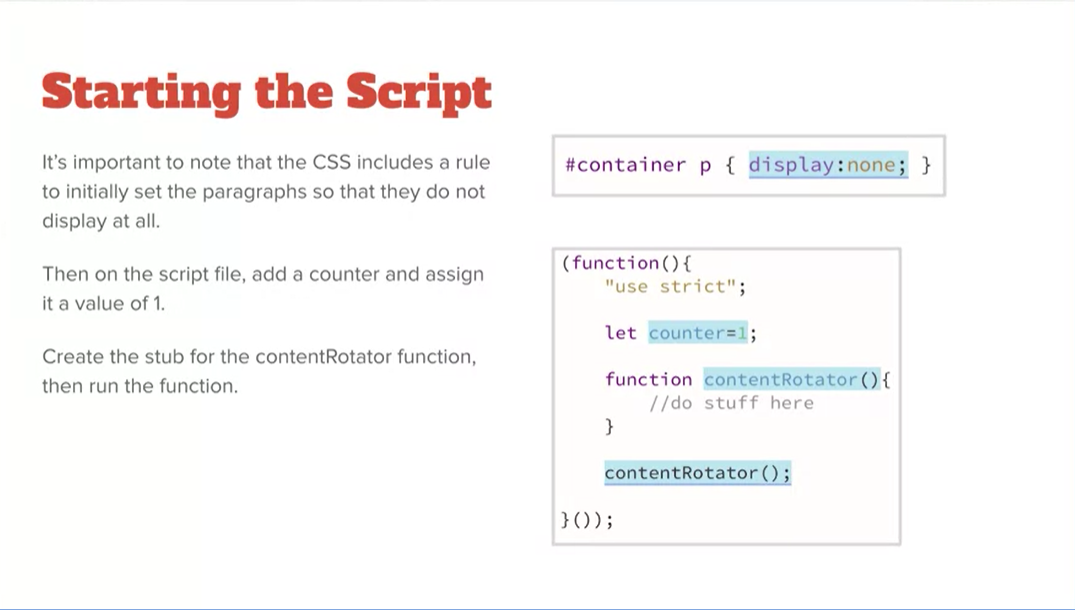 Starting the Script
It's important to note that the CSS includes a rule
to initially set the paragraphs so that they do not
display at all.
Then on the script file, add a counter and assign
it a value of 1.
Create the stub for the contentRotator function,
then run the function.
#container p { display:none; }
(function(){
    "use strict";
    let counter=1;
    function contentRotator(){
        //do stuff here
    }
    contentRotator();
}());